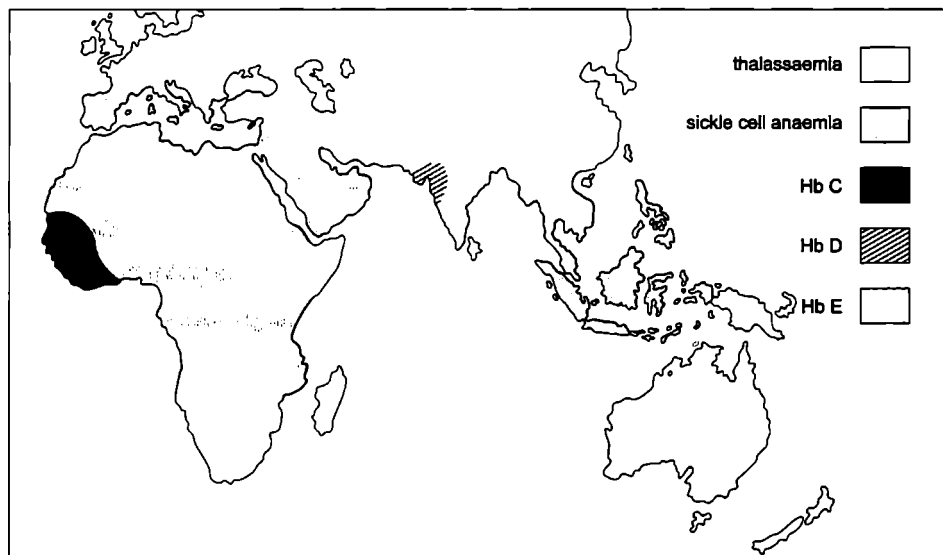 thalassaemia
sickle cell anaemia
Hb C
Hb D
Hb E